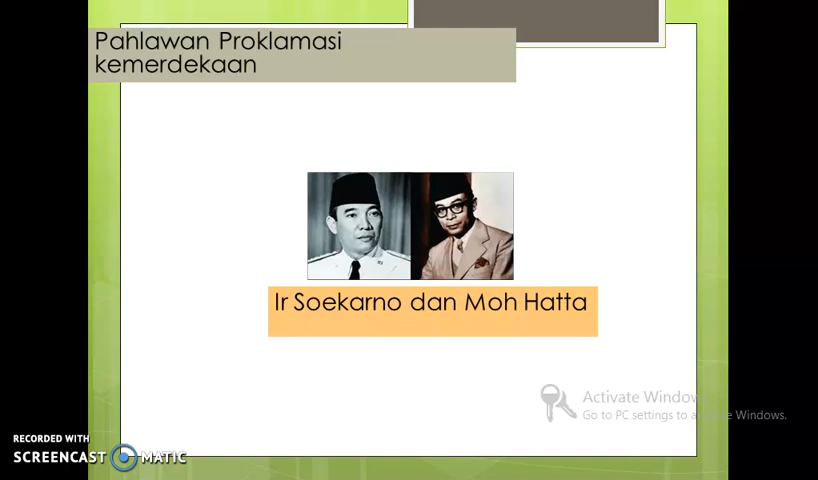 Pahlawan Proklamasi
kemerdekaan
Ir Soekarno dan Moh Hatta
Activate Windows
Go to PC settings to activate Windows.
RECORDED WITH
SCREENCAST MATIC